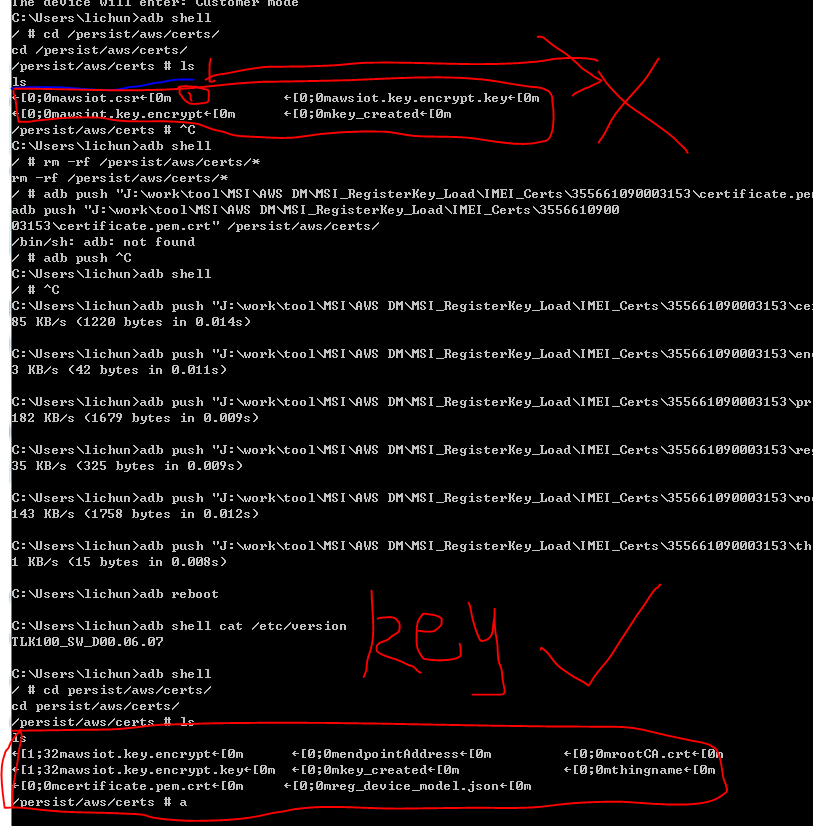 The device will enter: Customer mode
C:\Users\lichun>adb shell
/ # cd /persist/aws/certs/
cd /persist/aws/certs/
/persist/aws/certs # ls
ls
←[0;0mawsiot.csr←[0m ←[0;0mawsiot.key.encrypt.key←[0m
←[0;0mawsiot.key.encrypt←[0m ←[0;0mkey_created←[0m
/persist/aws/certs # ^C
C:\Users\lichun>adb shell
/ # rm -rf /persist/aws/certs/*
rm -rf /persist/aws/certs/*
/ # adb push "J:\work\tool\MSI\AWS DM\MSI_RegisterKey_Load\IMEI_Certs\355661090003153\certificate.pem
adb push "J:\work\tool\MSI\AWS DM\MSI_RegisterKey_Load\IMEI_Certs\3556610900
03153\certificate.pem.crt" /persist/aws/certs/
/bin/sh: adb: not found
/ # adb push ^C
C:\Users\lichun>adb shell
/ # ^C
C:\Users\lichun>adb push "J:\work\tool\MSI\AWS DM\MSI_RegisterKey_Load\IMEI_Certs\355661090003153\cer
85 KB/s (1220 bytes in 0.014s)
C:\Users\lichun>adb push "J:\work\tool\MSI\AWS DM\MSI_RegisterKey_Load\IMEI_Certs\355661090003153\end
3 KB/s (42 bytes in 0.011s)
C:\Users\lichun>adb push "J:\work\tool\MSI\AWS DM\MSI_RegisterKey_Load\IMEI_Certs\355661090003153\pr
182 KB/s (1679 bytes in 0.009s)
C:\Users\lichun>adb push "J:\work\tool\MSI\AWS DM\MSI_RegisterKey_Load\IMEI_Certs\355661090003153\reg
35 KB/s (325 bytes in 0.009s)
C:\Users\lichun>adb push "J:\work\tool\MSI\AWS DM\MSI_RegisterKey_Load\IMEI_Certs\355661090003153\roo
143 KB/s (1758 bytes in 0.012s)
C:\Users\lichun>adb push "J:\work\tool\MSI\AWS DM\MSI_RegisterKey_Load\IMEI_Certs\355661090003153\th
1 KB/s (15 bytes in 0.008s)
C:\Users\lichun>adb reboot
C:\Users\lichun>adb shell cat /etc/version
TLK100_SW_D00.06.07
key
C:\Users\lichun>adb shell
/ # cd persist/aws/certs/
cd persist/aws/certs/
/persist/aws/certs # ls
ls
←[1;32mawsiot.key.encrypt←[0m ←[0;0mendpointAddress←[0m ←[0;0mrootCA.crt←[0m
←[1;32mawsiot.key.encrypt.key←[0m ←[0;0mkey_created←[0m ←[0;0mthingname←[0m
←[0;0mcertificate.pem.crt←[0m ←[0;0mreg_device_model.json←[0m
/persist/aws/certs # a